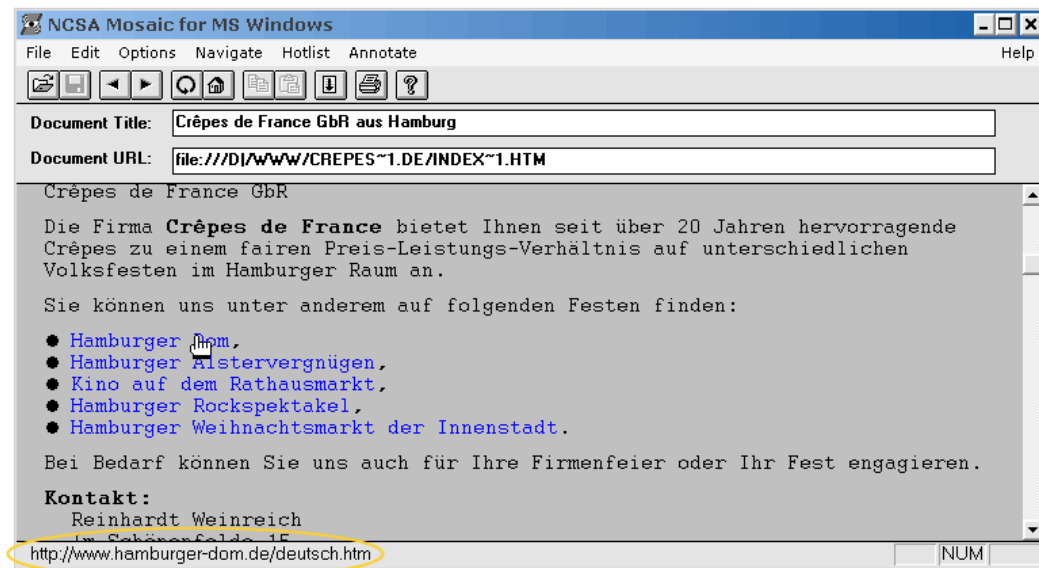 NCSA Mosaic for MS Windows
File Edit Options Navigate Hotlist Annotate Help
Document Title: Crêpes de France GbR aus Hamburg
Document URL: file:///D|/WWW/CREPES~1.DE/INDEX~1.HTM
Crêpes de France GbR
Die Firma Crêpes de France bietet Ihnen seit über 20 Jahren hervorragende
Crêpes zu einem fairen Preis-Leistungs-Verhältnis auf unterschiedlichen
Volksfesten im Hamburger Raum an.
Sie können uns unter anderem auf folgenden Festen finden:
● Hamburger Dom,
● Hamburger Alstervergnügen,
● Kino auf dem Rathausmarkt,
● Hamburger Rockspektakel,
● Hamburger Weihnachtsmarkt der Innenstadt.
Bei Bedarf können Sie uns auch für Ihre Firmenfeier oder Ihr Fest engagieren.
Kontakt:
Reinhardt Weinreich
15
http://www.hamburger-dom.de/deutsch.htm NUM